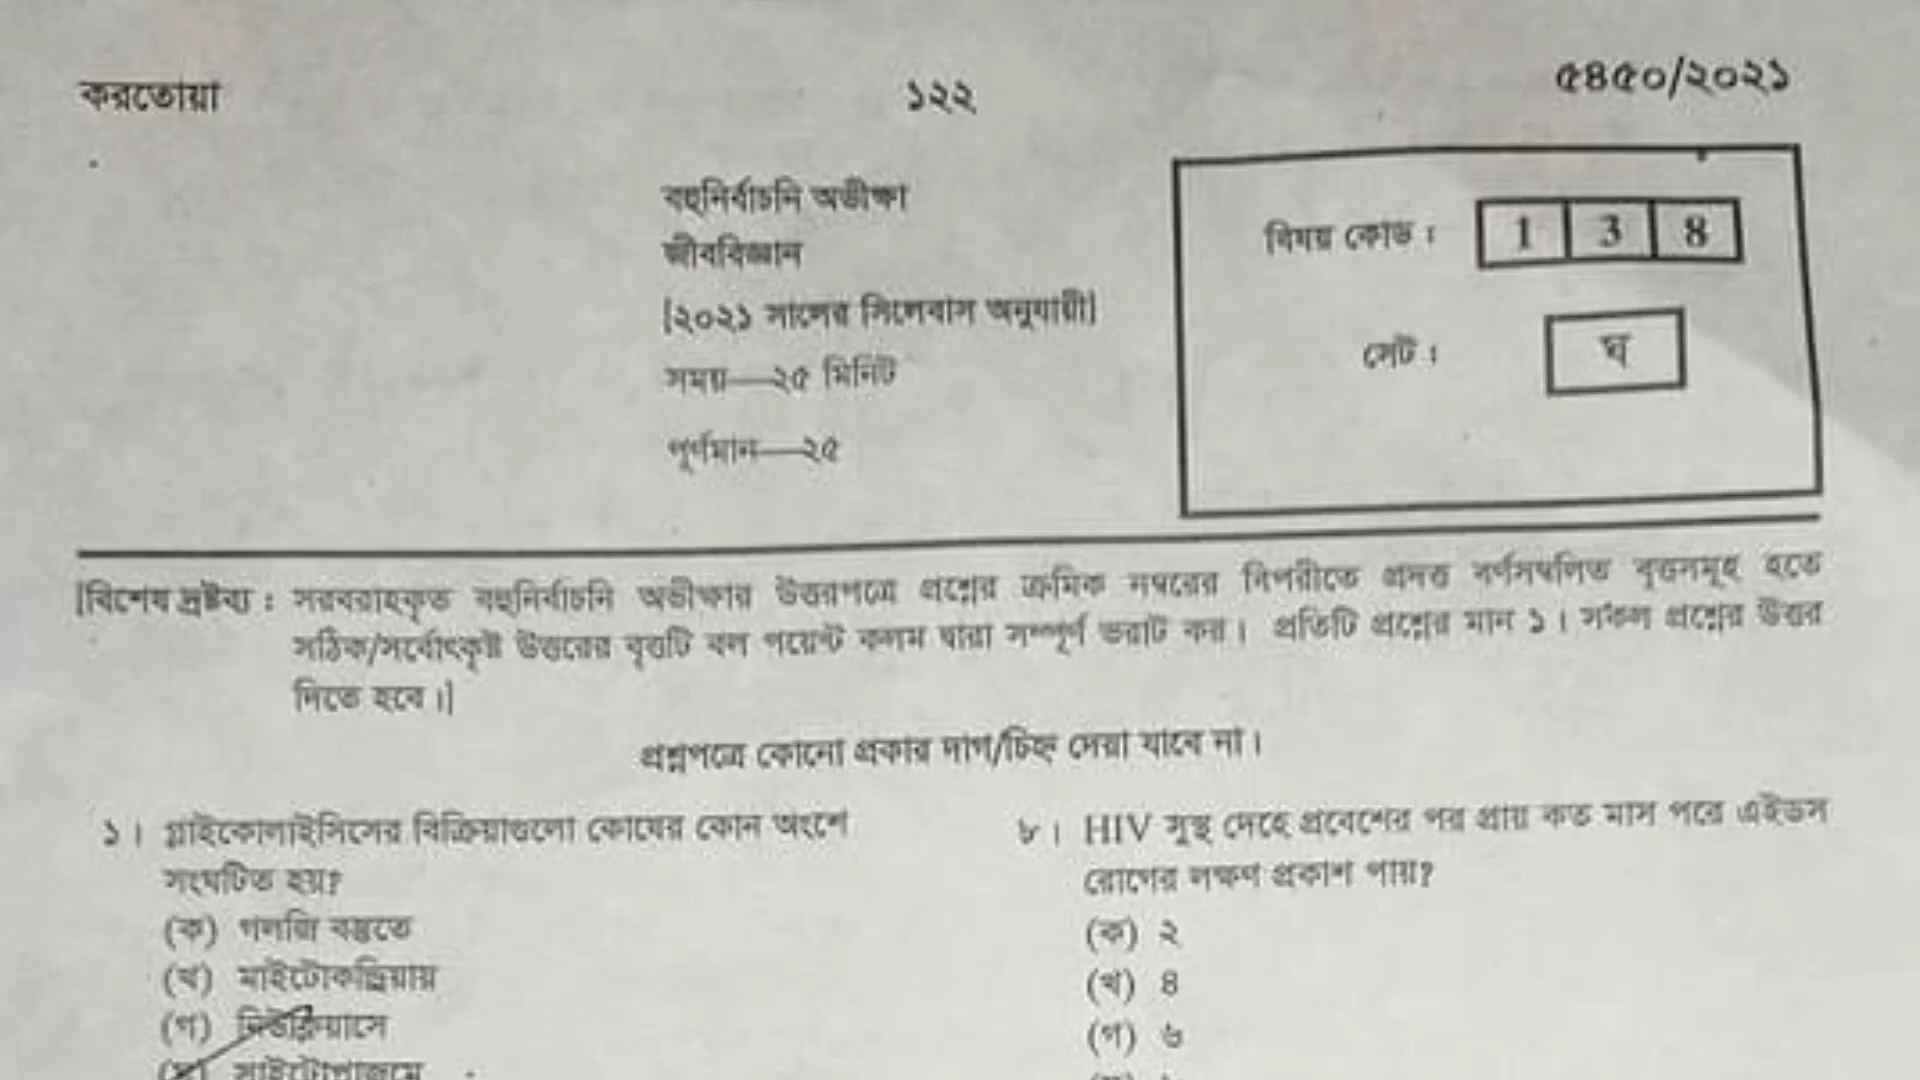 করতোয়া
১২২
৫৪৫০/২০২১
বহুনির্বাচনি অভীক্ষা
জীববিজ্ঞান
[২০২১ সালের সিলেবাস অনুযায়ী]
সময়—২৫ মিনিট
পূর্ণমান—২৫
বিষয় কোড : 1 3 8
সেট : ঘ
[বিশেষ দ্রষ্টব্য : সরবরাহকৃত বহুনির্বাচনি অভীক্ষার উত্তরপত্রে প্রশ্নের ক্রমিক নম্বরের বিপরীতে প্রদত্ত বর্ণসম্বলিত বৃত্তসমূহ হতে
সঠিক/সর্বোৎকৃষ্ট উত্তরের বৃত্তটি বল পয়েন্ট কলম দ্বারা সম্পূর্ণ ভরাট কর। প্রতিটি প্রশ্নের মান ১। সকল প্রশ্নের উত্তর
দিতে হবে।]
প্রশ্নপত্রে কোনো প্রকার দাগ/চিহ্ন দেয়া যাবে না।
১। গ্লাইকোলাইসিসের বিক্রিয়াগুলো কোষের কোন অংশে
সংঘটিত হয়?
(ক) গলজি বস্তুতে
(খ) মাইটোকন্ড্রিয়ায়
(গ) নিউক্লিয়াসে
(ঘ) সাইটোপ্লাজমে
৮। HIV সুস্থ দেহে প্রবেশের পর প্রায় কত মাস পরে এইডস
রোগের লক্ষণ প্রকাশ পায়?
(ক) ২
(খ) ৪
(গ) ৬